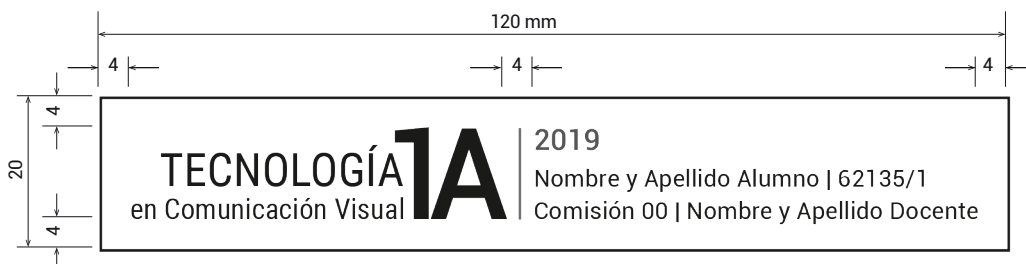 120 mm
4
4
4
4
20
4
TECNOLOGÍA
en Comunicación Visual
1A
2019
Nombre y Apellido Alumno | 62135/1
Comisión 00 | Nombre y Apellido Docente